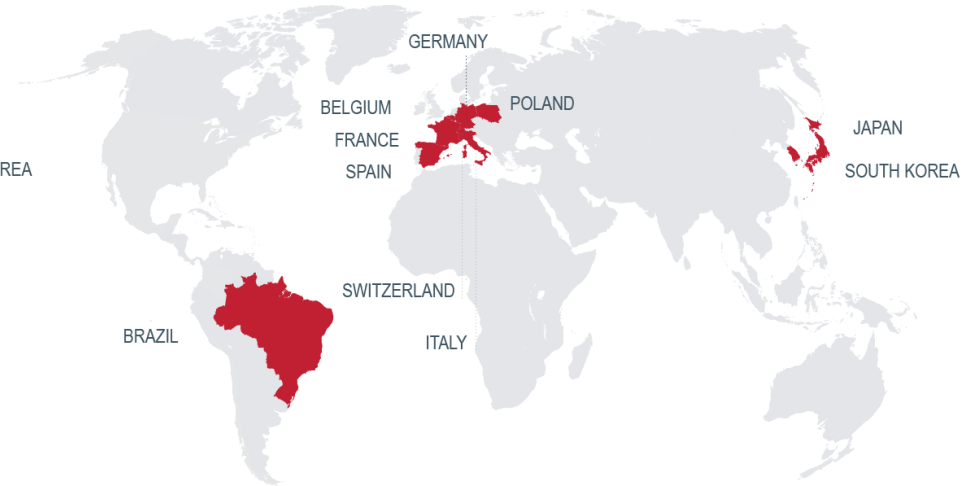 GERMANY
BELGIUM
POLAND
FRANCE
SPAIN
JAPAN
REA
SOUTH KOREA
SWITZERLAND
BRAZIL
ITALY